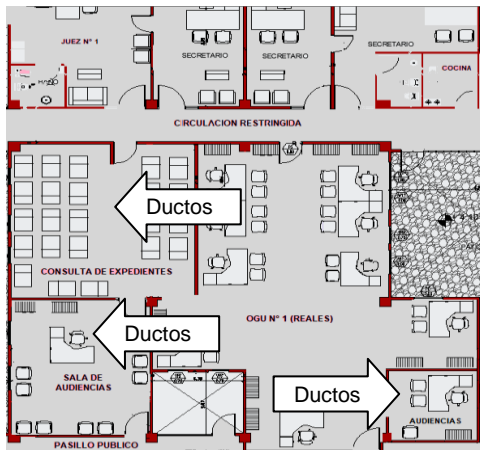 JUEZ N° 1
SECRETARIO
SECRETARIO
SECRETARIO
COCINA
CIRCULACION RESTRINGIDA
Ductos
CONSULTA DE EXPEDIENTES
OGU N° 1 (REALES)
Ductos
SALA DE
AUDIENCIAS
Ductos
AUDIENCIAS
PASILLO PUBLICO